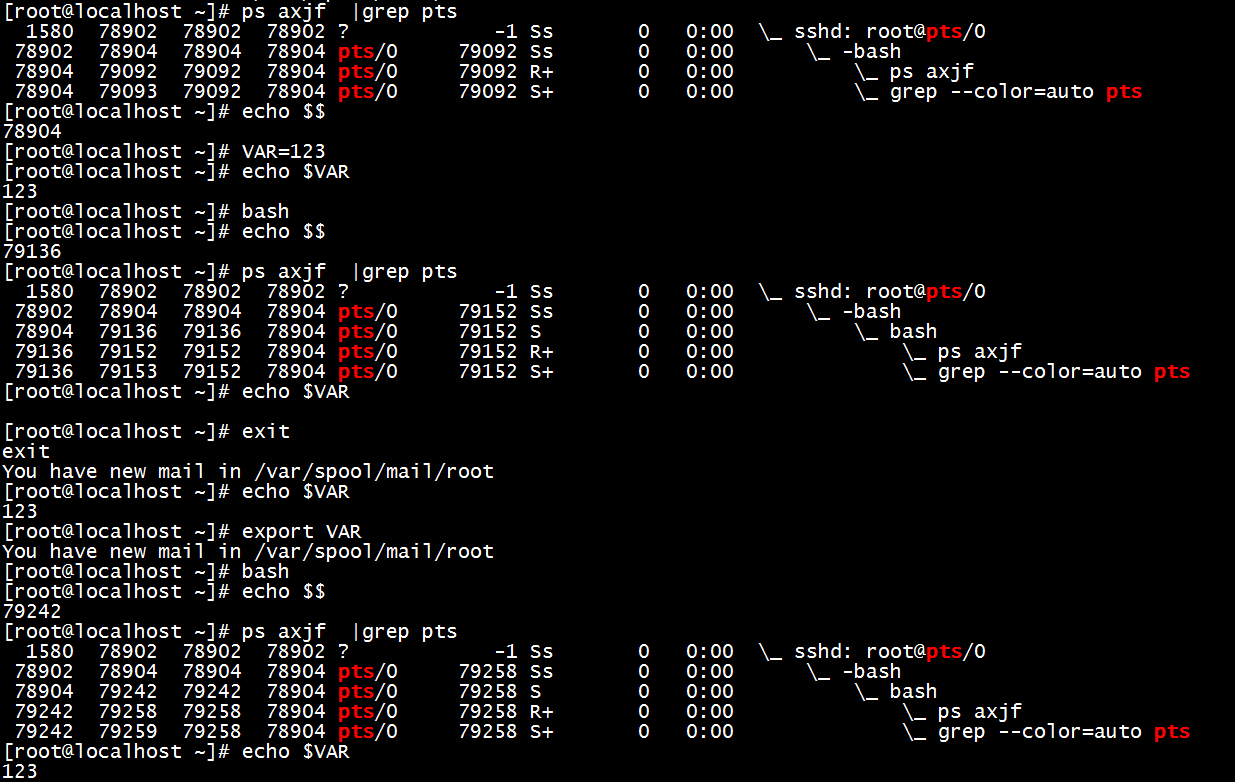 [root@localhost ~]# ps axjf  |grep pts
  1580  78902  78902  78902 ?            -1 Ss       0   0:00  \_ sshd: root@pts/0
 78902  78904  78904  78904 pts/0     79092 Ss       0   0:00      \_ -bash
 78904  79092  79092  78904 pts/0     79092 R+       0   0:00          \_ ps axjf
 78904  79093  79092  78904 pts/0     79092 S+       0   0:00          \_ grep --color=auto pts
[root@localhost ~]# echo $$
78904
[root@localhost ~]# VAR=123
[root@localhost ~]# echo $VAR
123
[root@localhost ~]# bash
[root@localhost ~]# echo $$
79136
[root@localhost ~]# ps axjf  |grep pts
  1580  78902  78902  78902 ?            -1 Ss       0   0:00  \_ sshd: root@pts/0
 78902  78904  78904  78904 pts/0     79152 Ss       0   0:00      \_ -bash
 78904  79136  79136  78904 pts/0     79152 S        0   0:00          \_ bash
 79136  79152  79152  78904 pts/0     79152 R+       0   0:00              \_ ps axjf
 79136  79153  79152  78904 pts/0     79152 S+       0   0:00              \_ grep --color=auto pts
[root@localhost ~]# echo $VAR

[root@localhost ~]# exit
exit
You have new mail in /var/spool/mail/root
[root@localhost ~]# echo $VAR
123
[root@localhost ~]# export VAR
You have new mail in /var/spool/mail/root
[root@localhost ~]# bash
[root@localhost ~]# echo $$
79242
[root@localhost ~]# ps axjf  |grep pts
  1580  78902  78902  78902 ?            -1 Ss       0   0:00  \_ sshd: root@pts/0
 78902  78904  78904  78904 pts/0     79258 Ss       0   0:00      \_ -bash
 78904  79242  79242  78904 pts/0     79258 S        0   0:00          \_ bash
 79242  79258  79258  78904 pts/0     79258 R+       0   0:00              \_ ps axjf
 79242  79259  79258  78904 pts/0     79258 S+       0   0:00              \_ grep --color=auto pts
[root@localhost ~]# echo $VAR
123